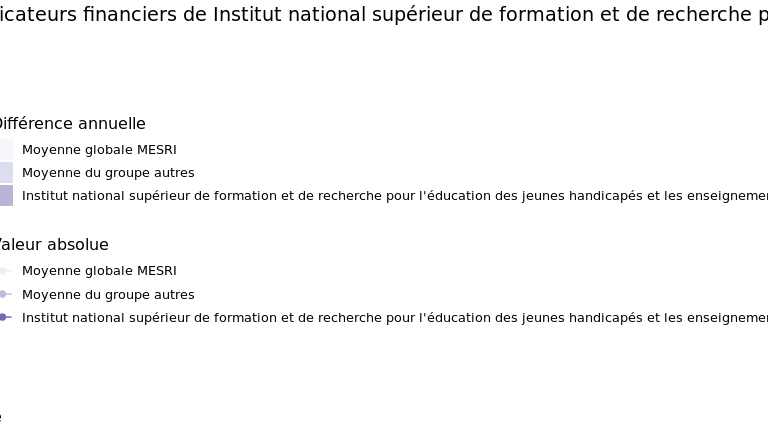 icateurs financiers de Institut national supérieur de formation et de recherche p
Différence annuelle
Moyenne globale MESRI
Moyenne du groupe autres
Institut national supérieur de formation et de recherche pour l'éducation des jeunes handicapés et les enseigneme
Valeur absolue
Moyenne globale MESRI
Moyenne du groupe autres
Institut national supérieur de formation et de recherche pour l'éducation des jeunes handicapés et les enseigneme